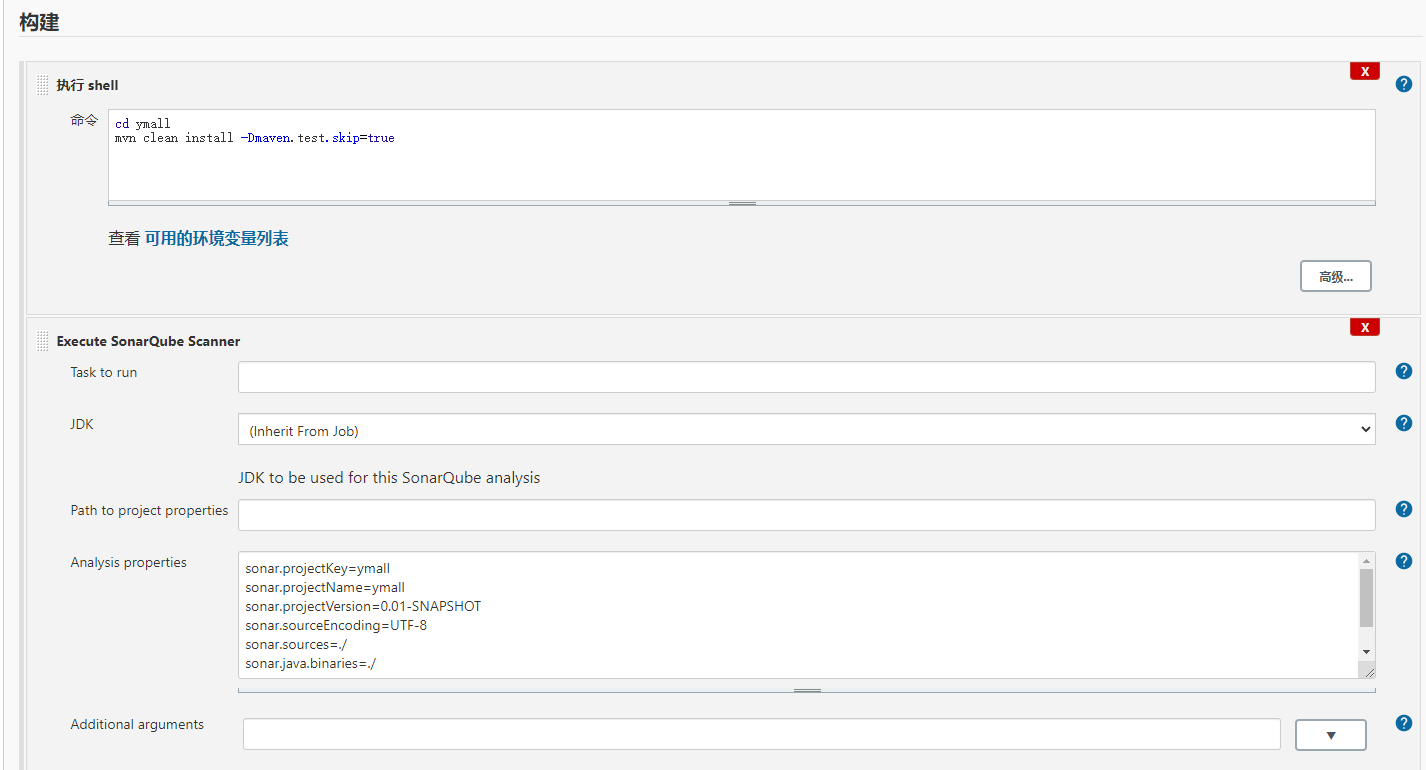 构建
执行 shell
X
?
命令
cd ymall
mvn clean install -Dmaven.test.skip=true
查看 可用的环境变量列表
高级...
Execute SonarQube Scanner
X
Task to run
?
JDK
(Inherit From Job)
?
JDK to be used for this SonarQube analysis
Path to project properties
?
Analysis properties
sonar.projectKey=ymall
sonar.projectName=ymall
sonar.projectVersion=0.01-SNAPSHOT
sonar.sourceEncoding=UTF-8
sonar.sources=./
sonar.java.binaries=./
?
Additional arguments
?